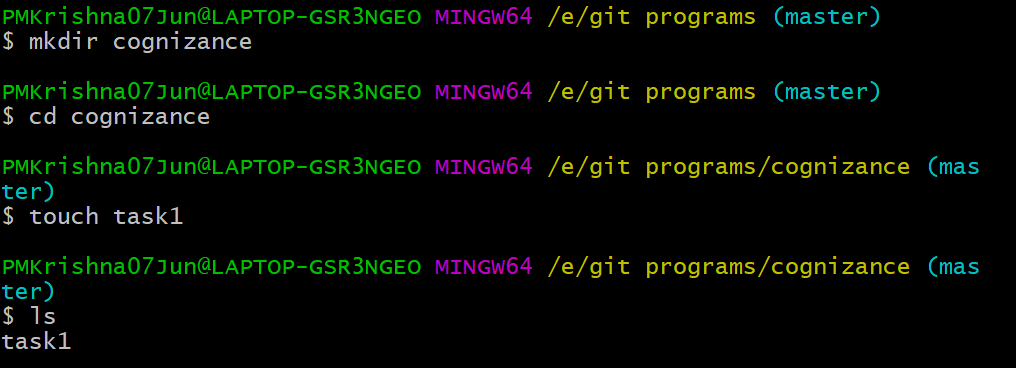 PMKrishna07Jun@LAPTOP-GSR3NGEO MINGW64 /e/git programs (master)
$ mkdir cognizance
PMKrishna07Jun@LAPTOP-GSR3NGEO MINGW64 /e/git programs (master)
$ cd cognizance
PMKrishna07Jun@LAPTOP-GSR3NGEO MINGW64 /e/git programs/cognizance (mas
ter)
$ touch task1
PMKrishna07Jun@LAPTOP-GSR3NGEO MINGW64 /e/git programs/cognizance (mas
ter)
$ ls
task1